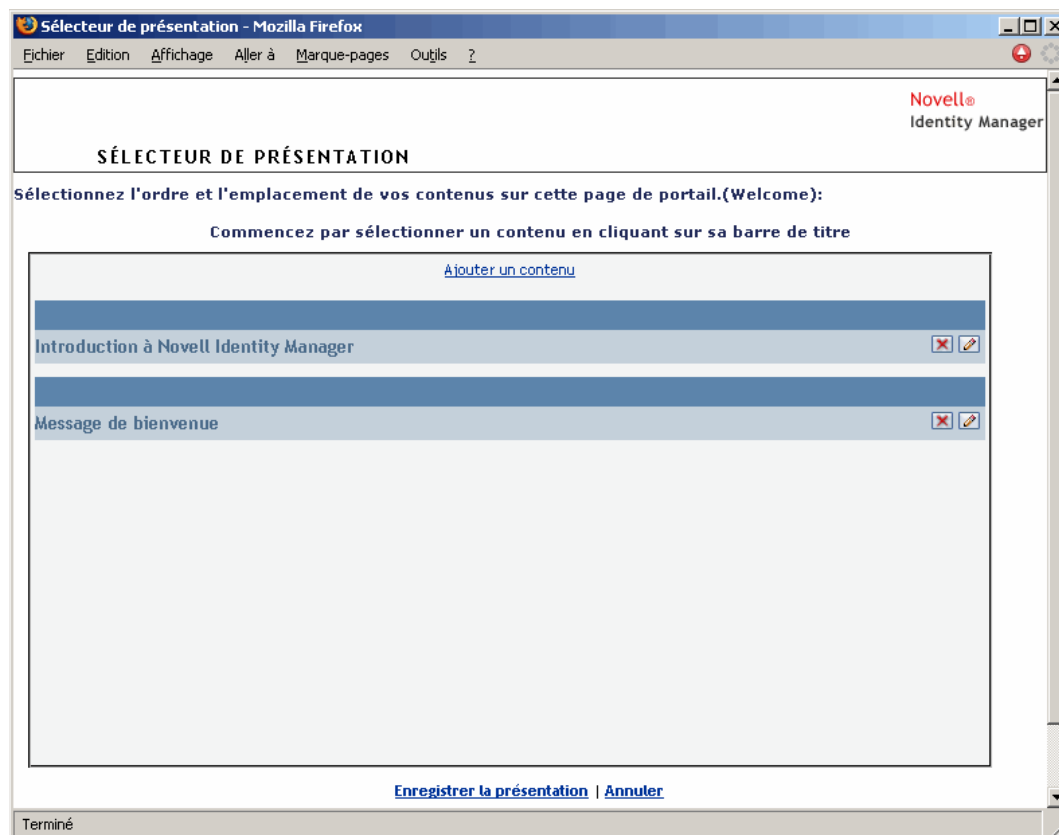 Sélecteur de présentation - Mozilla Firefox
Fichier Edition Affichage Aller à Marque-pages Outils ?
Novell®
Identity Manager
SÉLECTEUR DE PRÉSENTATION
Sélectionnez l'ordre et l'emplacement de vos contenus sur cette page de portail.(Welcome):
Commencez par sélectionner un contenu en cliquant sur sa barre de titre
Ajouter un contenu
Introduction à Novell Identity Manager
Message de bienvenue
Enregistrer la présentation | Annuler
Terminé